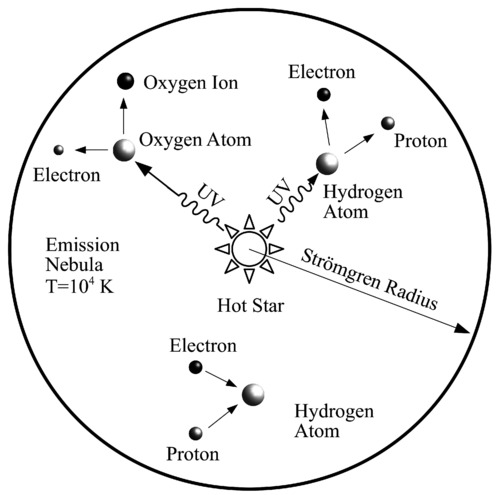 Oxygen Ion
Electron
Oxygen Atom
Proton
Electron
UV
UV
Hydrogen
Atom
Emission
Nebula
T=10⁴ K
Strömgren Radius
Hot Star
Electron
Hydrogen
Atom
Proton